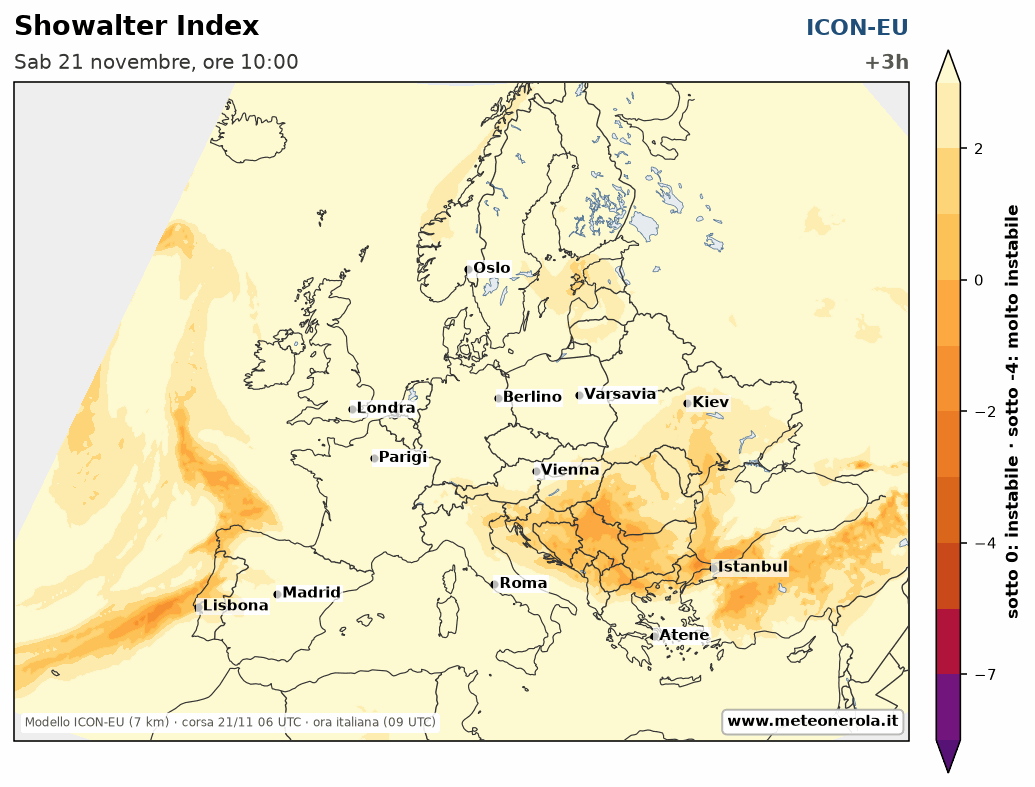 Showalter Index
ICON-EU
Sab 21 novembre, ore 10:00
+3h
Oslo
Londra
Berlino
Varsavia
Kiev
Parigi
Vienna
Istanbul
Roma
Madrid
Lisbona
Atene
Modello ICON-EU (7 km) · corsa 21/11 06 UTC · ora italiana (09 UTC)
www.meteonerola.it
2
0
−2
−4
−7
sotto 0: instabile · sotto -4: molto instabile